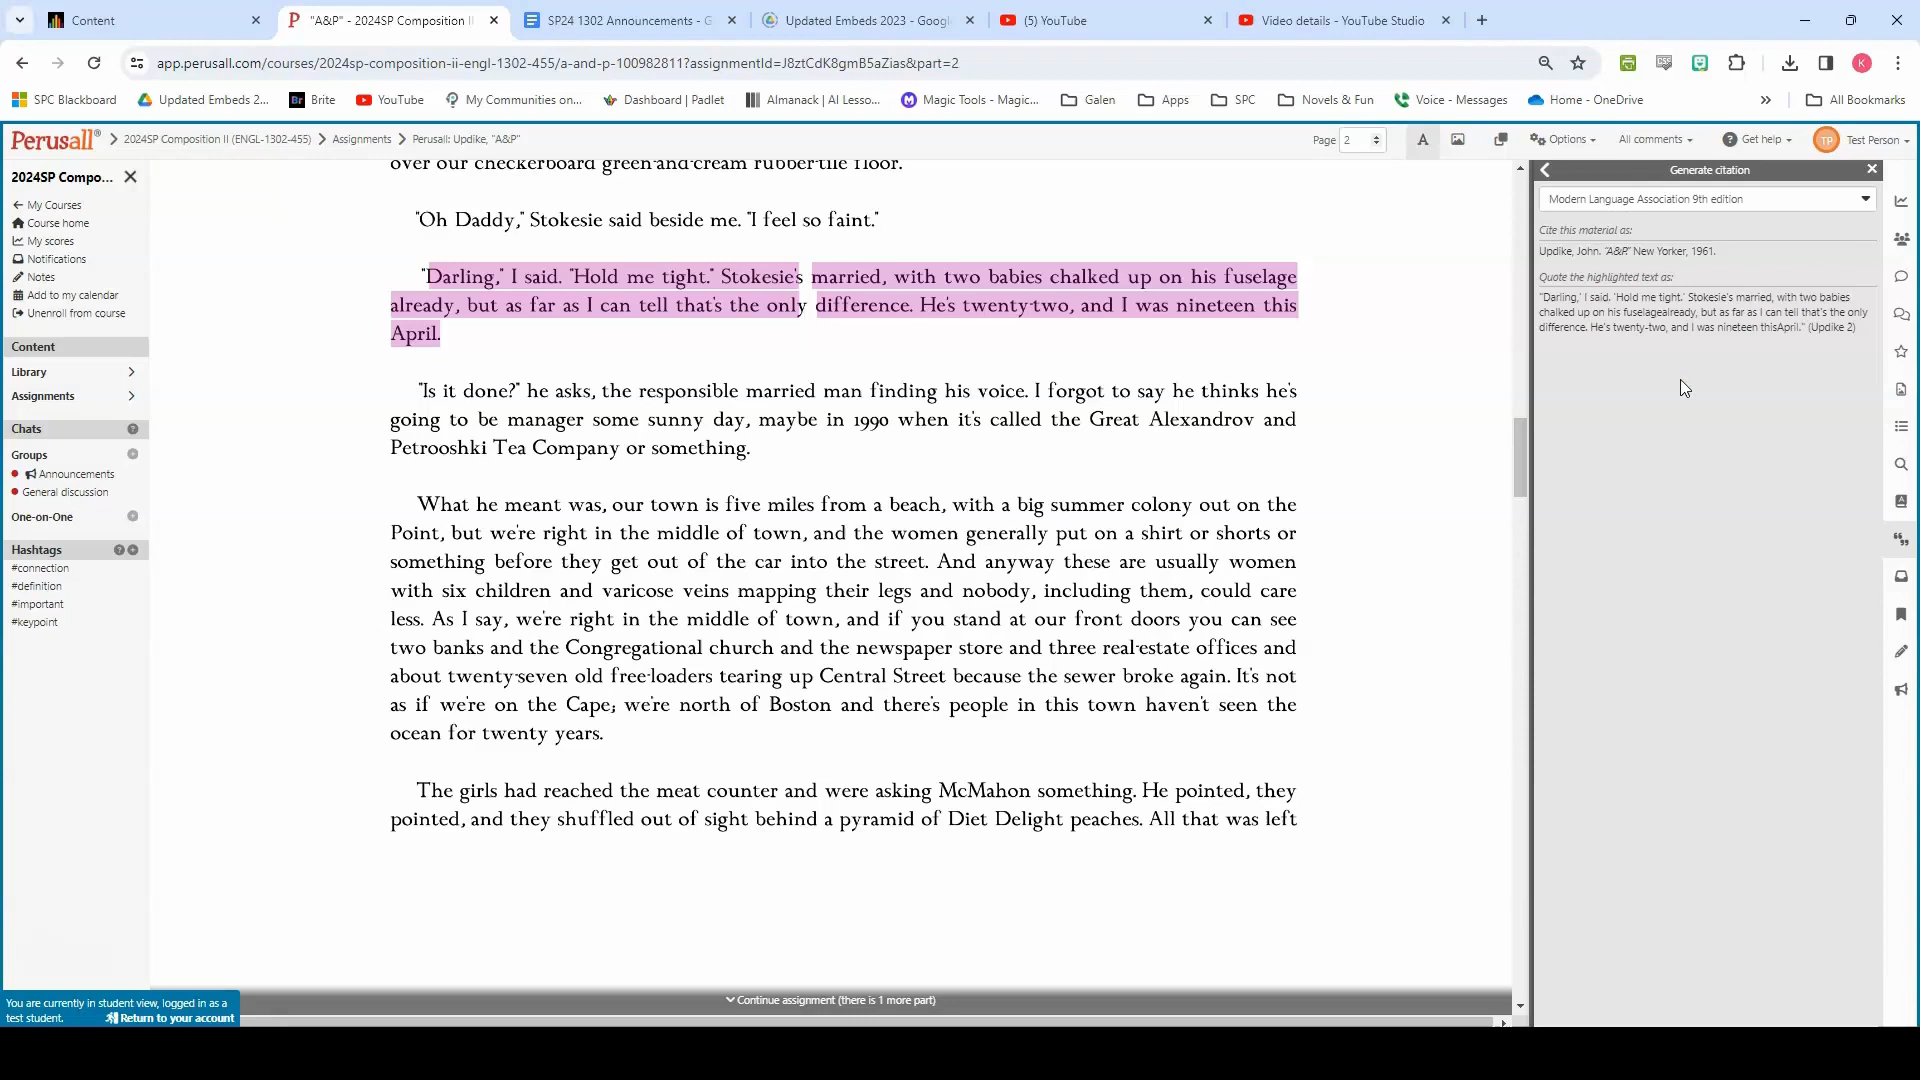 Content
"A&P" - 2024SP Composition II
SP24 1302 Announcements - G
Updated Embeds 2023 - Googl
(5) YouTube
Video details - YouTube Studio
app.perusall.com/courses/2024sp-composition-ii-engl-1302-455/a-and-p-100982811?assignmentId=J8ztCdK8gmB5aZias&part=2
K
SPC Blackboard
Updated Embeds 2...
Br Brite
YouTube
My Communities on...
Dashboard | Padlet
Almanack | AI Lesso...
Magic Tools - Magic...
Galen
Apps
SPC
Novels & Fun
Voice - Messages
Home - OneDrive
All Bookmarks
Perusall®
2024SP Composition II (ENGL-1302-455)
Assignments
Perusall: Updike, "A&P"
Page 2
A
Options
All comments
Get help
TP Test Person
2024SP Compo...
My Courses
Course home
My scores
Notifications
Notes
Add to my calendar
Unenroll from course
Content
Library
Assignments
Chats
Groups
Announcements
General discussion
One-on-One
Hashtags
#connection
#definition
#important
#keypoint
You are currently in student view, logged in as a
test student. Return to your account
over our checkerboard green-and-cream rubber-tile floor.
"Oh Daddy," Stokesie said beside me. "I feel so faint."
"Darling," I said. "Hold me tight." Stokesie's married, with two babies chalked up on his fuselage
already, but as far as I can tell that's the only difference. He's twenty-two, and I was nineteen this
April.
"Is it done?" he asks, the responsible married man finding his voice. I forgot to say he thinks he's
going to be manager some sunny day, maybe in 1990 when it's called the Great Alexandrov and
Petrooshki Tea Company or something.
What he meant was, our town is five miles from a beach, with a big summer colony out on the
Point, but we're right in the middle of town, and the women generally put on a shirt or shorts or
something before they get out of the car into the street. And anyway these are usually women
with six children and varicose veins mapping their legs and nobody, including them, could care
less. As I say, we're right in the middle of town, and if you stand at our front doors you can see
two banks and the Congregational church and the newspaper store and three real-estate offices and
about twenty-seven old free-loaders tearing up Central Street because the sewer broke again. It's not
as if we're on the Cape; we're north of Boston and there's people in this town haven't seen the
ocean for twenty years.
The girls had reached the meat counter and were asking McMahon something. He pointed, they
pointed, and they shuffled out of sight behind a pyramid of Diet Delight peaches. All that was left
Continue assignment (there is 1 more part)
Generate citation
Modern Language Association 9th edition
Cite this material as:
Updike, John. "A&P." New Yorker, 1961.
Quote the highlighted text as:
"Darling,' I said. 'Hold me tight.' Stokesie's married, with two babies
chalked up on his fuselagealready, but as far as I can tell that's the only
difference. He's twenty-two, and I was nineteen thisApril." (Updike 2)